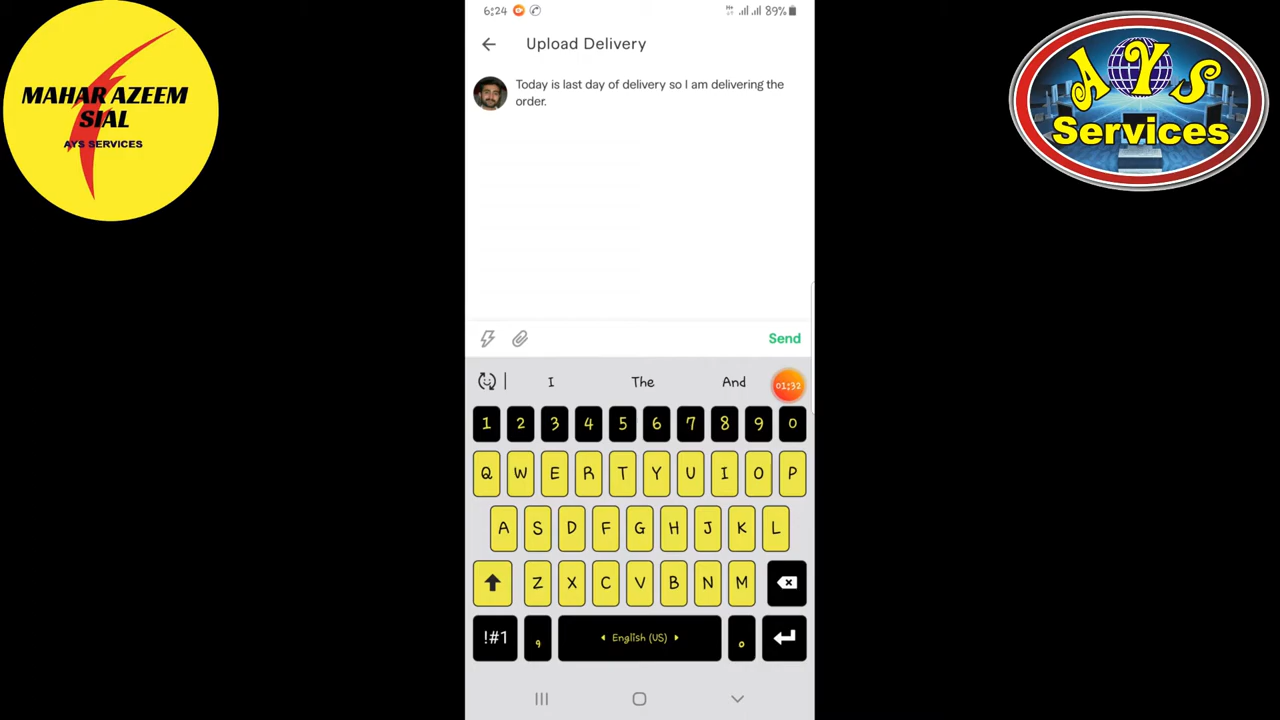 MAHAR AZEEM
SIAL
AYS SERVICES
6:24
89%
Upload Delivery
Today is last day of delivery so I am delivering the
order.
Send
I The And
01:32
1 2 3 4 5 6 7 8 9 0
Q W E R T Y U I O P
A S D F G H J K L
Z X C V B N M
!#1 , English (US) .
AYS
Services